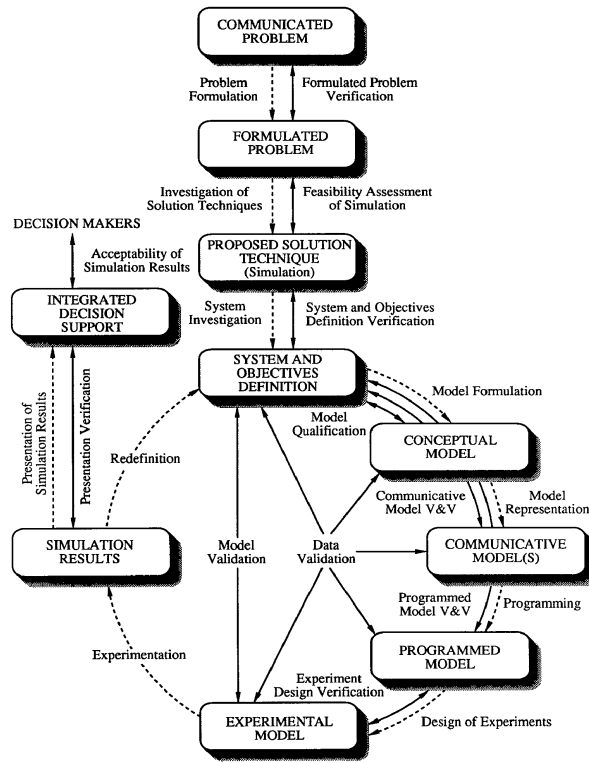 COMMUNICATED
PROBLEM
Problem
Formulation
Formulated Problem
Verification
FORMULATED
PROBLEM
Investigation of
Solution Techniques
Feasibility Assessment
of Simulation
DECISION MAKERS
Acceptability of
Simulation Results
PROPOSED SOLUTION
TECHNIQUE
(Simulation)
INTEGRATED
DECISION
SUPPORT
System
Investigation
System and Objectives
Definition Verification
SYSTEM AND
OBJECTIVES
DEFINITION
Model Formulation
Model
Qualification
Presentation of
Simulation Results
Presentation Verification
Redefinition
CONCEPTUAL
MODEL
Communicative
Model V&V
Model
Representation
SIMULATION
RESULTS
Model
Validation
Data
Validation
COMMUNICATIVE
MODEL(S)
Programmed
Model V&V
Programming
Experimentation
PROGRAMMED
MODEL
Experiment
Design Verification
EXPERIMENTAL
MODEL
Design of Experiments